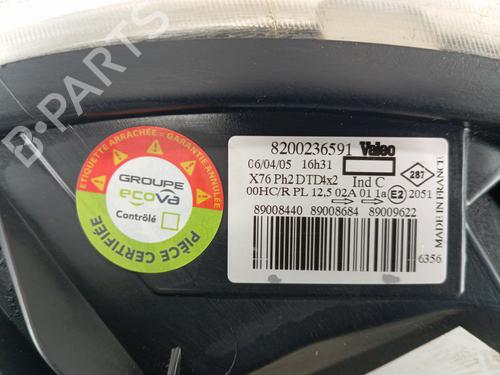 B-PARTS
ETIQUETTE ARRACHÉE = GARANTIE ANNULÉE
GROUPE
ecova
Contrôlé
PIÈCE CERTIFIÉE
8200236591 Valeo
06/04/05 16h31
X76 Ph2 DTD4x2 Ind C
287
00HC/R PL 12,5 02A 01 1a E2 2051
89008440 89008684 89009622
6356
MADE IN FRANCE